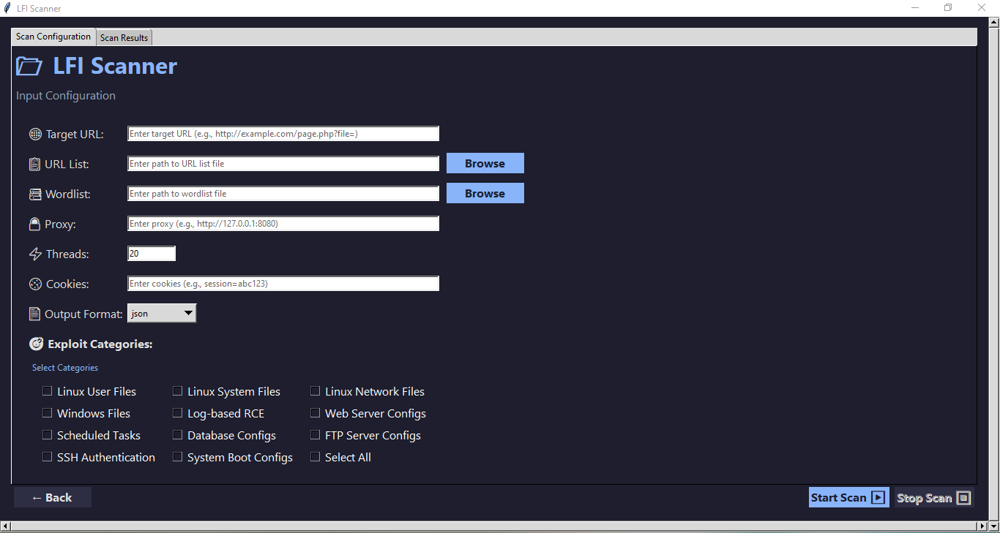 LFI Scanner
Scan Configuration Scan Results
LFI Scanner
Input Configuration
Target URL: Enter target URL (e.g., http://example.com/page.php?file=)
URL List: Enter path to URL list file Browse
Wordlist: Enter path to wordlist file Browse
Proxy: Enter proxy (e.g., http://127.0.0.1:8080)
Threads: 20
Cookies: Enter cookies (e.g., session=abc123)
Output Format: json
Exploit Categories:
Select Categories
Linux User Files Linux System Files Linux Network Files
Windows Files Log-based RCE Web Server Configs
Scheduled Tasks Database Configs FTP Server Configs
SSH Authentication System Boot Configs Select All
← Back Start Scan Stop Scan